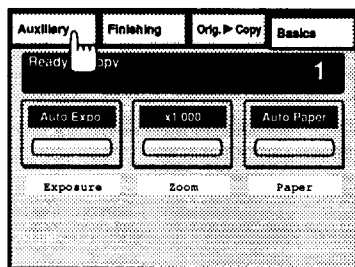 Auxiliary Finishing Orig.▶Copy Basics
Ready opy
1
Auto Expo x1.000 Auto Paper
Exposure Zoom Paper